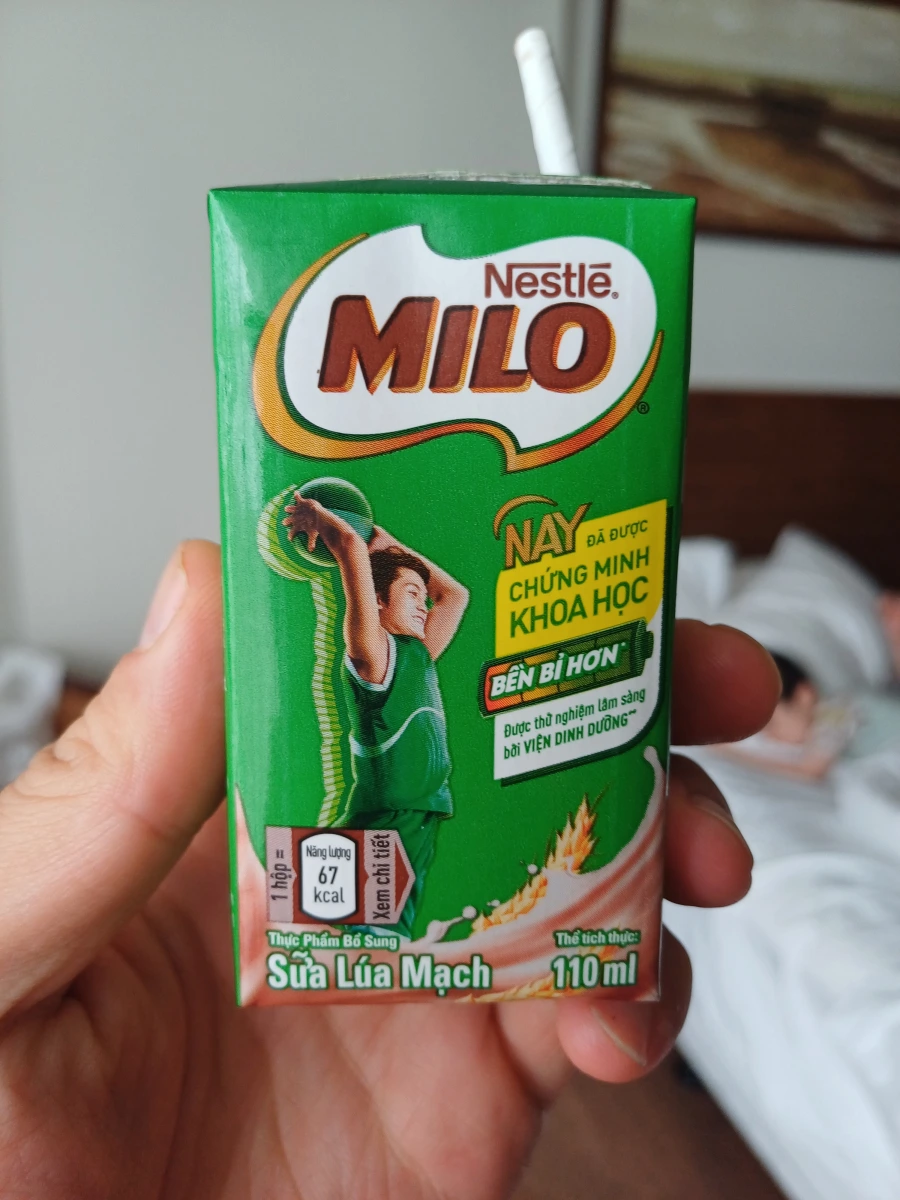 Nestlé®
MILO®
NAY ĐÃ ĐƯỢC
CHỨNG MINH
KHOA HỌC
BỀN BỈ HƠN*
Được thử nghiệm lâm sàng
bởi VIỆN DINH DƯỠNG**
1 hộp =
Năng lượng
67
kcal
Xem chi tiết
Thực Phẩm Bổ Sung
Sữa Lúa Mạch
Thể tích thực:
110 ml